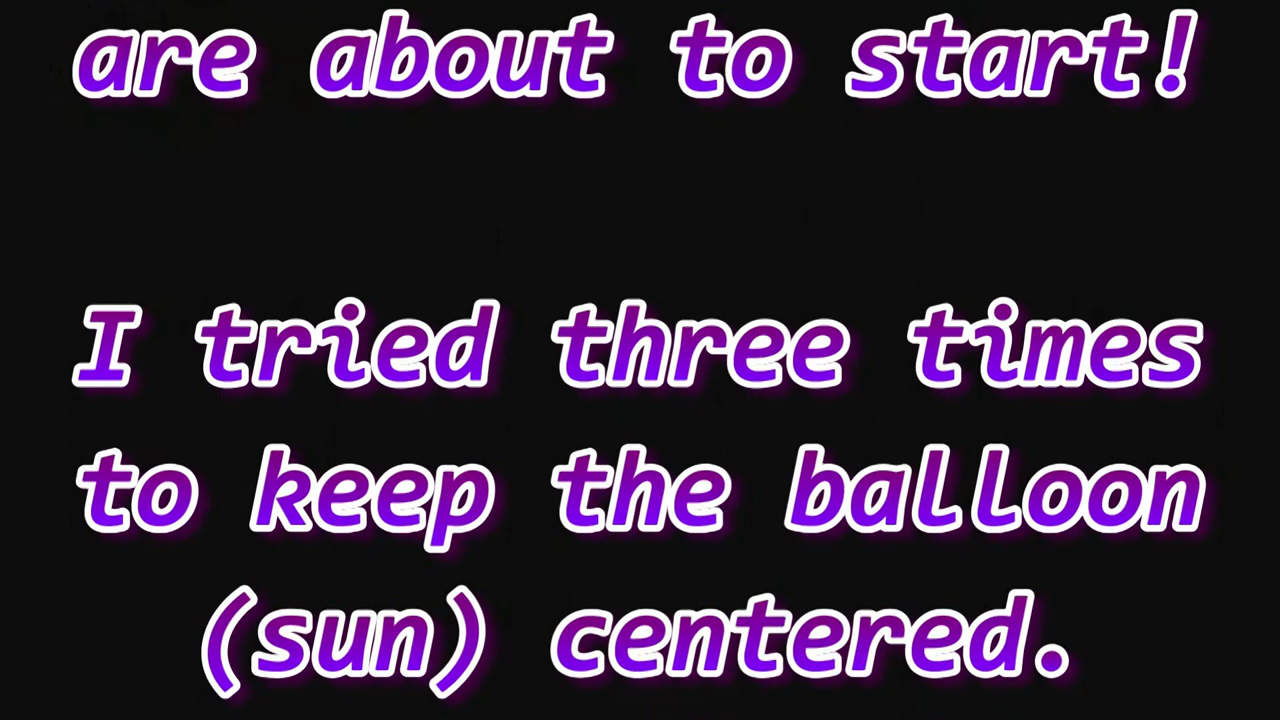 are about to start!
I tried three times
to keep the balloon
(sun) centered.